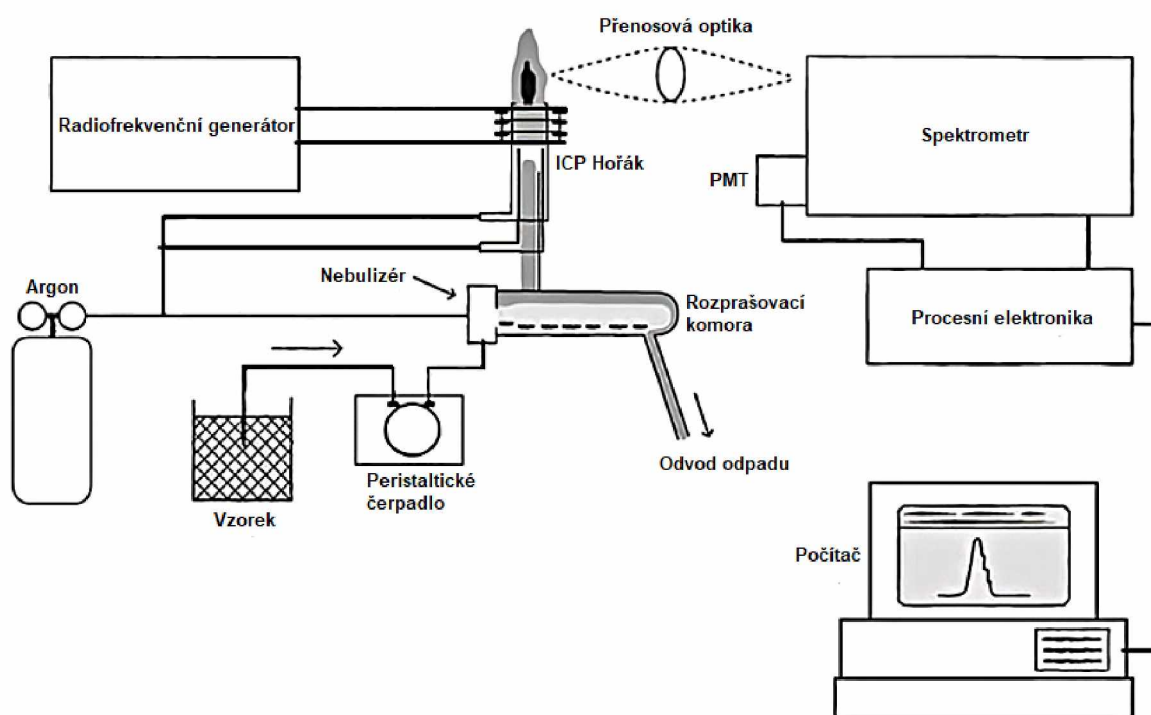 Přenosová optika
Radiofrekvenční generátor
Spektrometr
ICP Hořák
PMT
Nebulizér
Argon
Rozprašovací
komora
Procesní elektronika
Odvod odpadu
Peristaltické
čerpadlo
Vzorek
Počítač